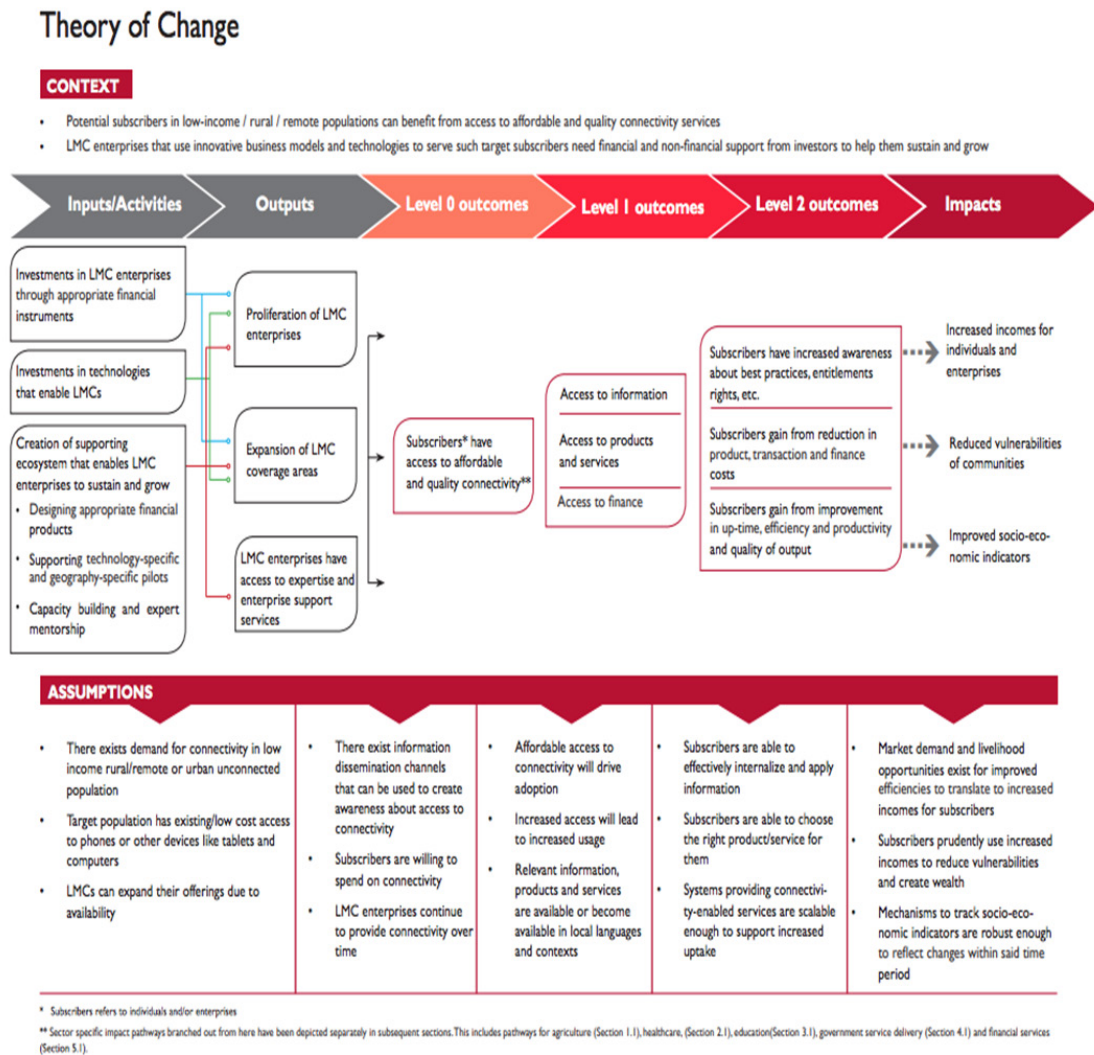 Theory of Change
CONTEXT
• Potential subscribers in low-income / rural / remote populations can benefit from access to affordable and quality connectivity services
• LMC enterprises that use innovative business models and technologies to serve such target subscribers need financial and non-financial support from investors to help them sustain and grow
Inputs/Activities
Outputs
Level 0 outcomes
Level 1 outcomes
Level 2 outcomes
Impacts
Investments in LMC enterprises
through appropriate financial
instruments
Investments in technologies
that enable LMCs
Creation of supporting
ecosystem that enables LMC
enterprises to sustain and grow
• Designing appropriate financial
products
• Supporting technology-specific
and geography-specific pilots
• Capacity building and expert
mentorship
Proliferation of LMC
enterprises
Expansion of LMC
coverage areas
LMC enterprises have
access to expertise and
enterprise support
services
Subscribers* have
access to affordable
and quality connectivity**
Access to information
Access to products
and services
Access to finance
Subscribers have increased awareness
about best practices, entitlements
rights, etc.
Subscribers gain from reduction in
product, transaction and finance
costs
Subscribers gain from improvement
in up-time, efficiency and productivity
and quality of output
Increased incomes for
individuals and
enterprises
Reduced vulnerabilities
of communities
Improved socio-eco-
nomic indicators
ASSUMPTIONS
• There exists demand for connectivity in low
income rural/remote or urban unconnected
population
• Target population has existing/low cost access
to phones or other devices like tablets and
computers
• LMCs can expand their offerings due to
availability
• There exist information
dissemination channels
that can be used to create
awareness about access to
connectivity
• Subscribers are willing to
spend on connectivity
• LMC enterprises continue
to provide connectivity over
time
• Affordable access to
connectivity will drive
adoption
• Increased access will lead
to increased usage
• Relevant information,
products and services
are available or become
available in local languages
and contexts
• Subscribers are able to
effectively internalize and apply
information
• Subscribers are able to choose
the right product/service for
them
• Systems providing connectivi-
ty-enabled services are scalable
enough to support increased
uptake
• Market demand and livelihood
opportunities exist for improved
efficiencies to translate to increased
incomes for subscribers
• Subscribers prudently use increased
incomes to reduce vulnerabilities
and create wealth
• Mechanisms to track socio-eco-
nomic indicators are robust enough
to reflect changes within said time
period
* Subscribers refers to individuals and/or enterprises
** Sector specific impact pathways branched out from here have been depicted separately in subsequent sections. This includes pathways for agriculture (Section 1.1), healthcare, (Section 2.1), education(Section 3.1), government service delivery (Section 4.1) and financial services
(Section 5.1).